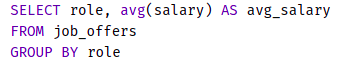 SELECT role, avg(salary) AS avg_salary
FROM job_offers
GROUP BY role